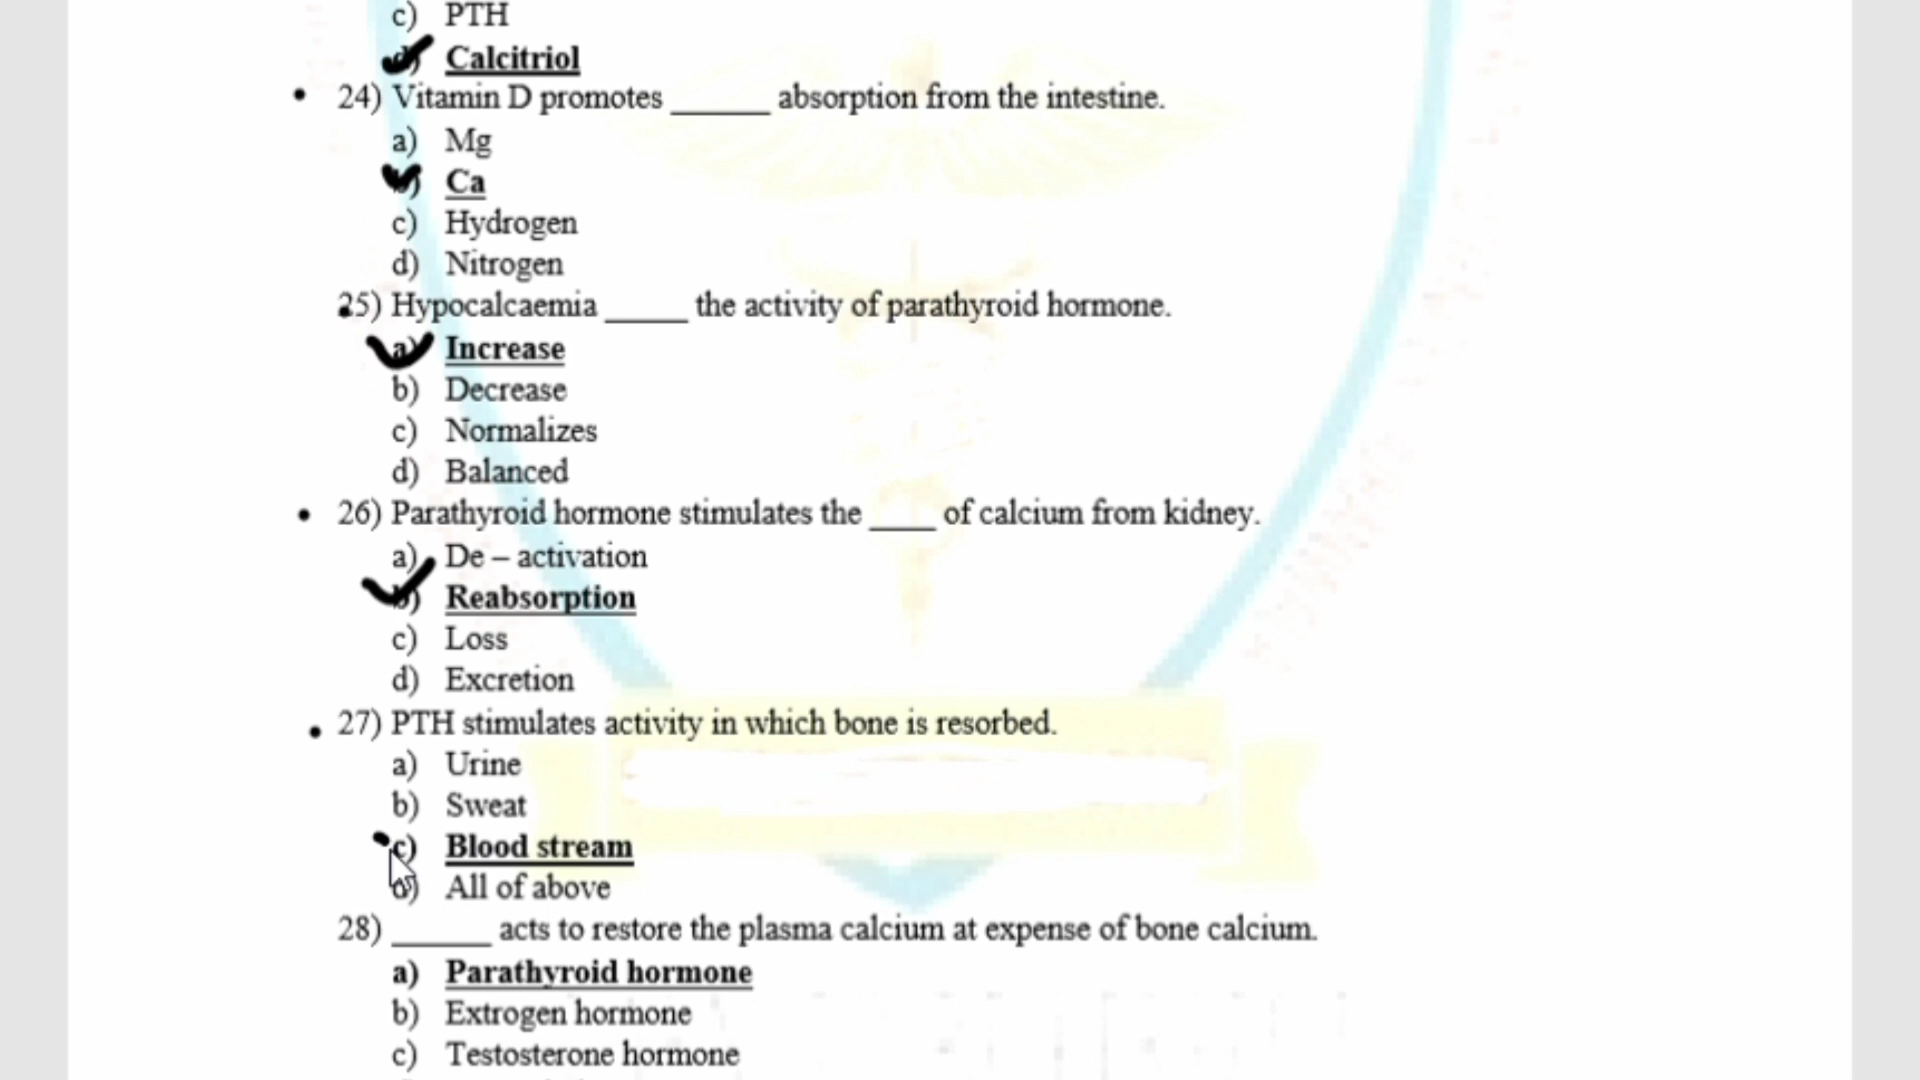 c) PTH
d) Calcitriol
• 24) Vitamin D promotes ______ absorption from the intestine.
a) Mg
b) Ca
c) Hydrogen
d) Nitrogen
25) Hypocalcaemia _____ the activity of parathyroid hormone.
a) Increase
b) Decrease
c) Normalizes
d) Balanced
• 26) Parathyroid hormone stimulates the ____ of calcium from kidney.
a) De – activation
b) Reabsorption
c) Loss
d) Excretion
• 27) PTH stimulates activity in which bone is resorbed.
a) Urine
b) Sweat
c) Blood stream
d) All of above
28) ______ acts to restore the plasma calcium at expense of bone calcium.
a) Parathyroid hormone
b) Extrogen hormone
c) Testosterone hormone